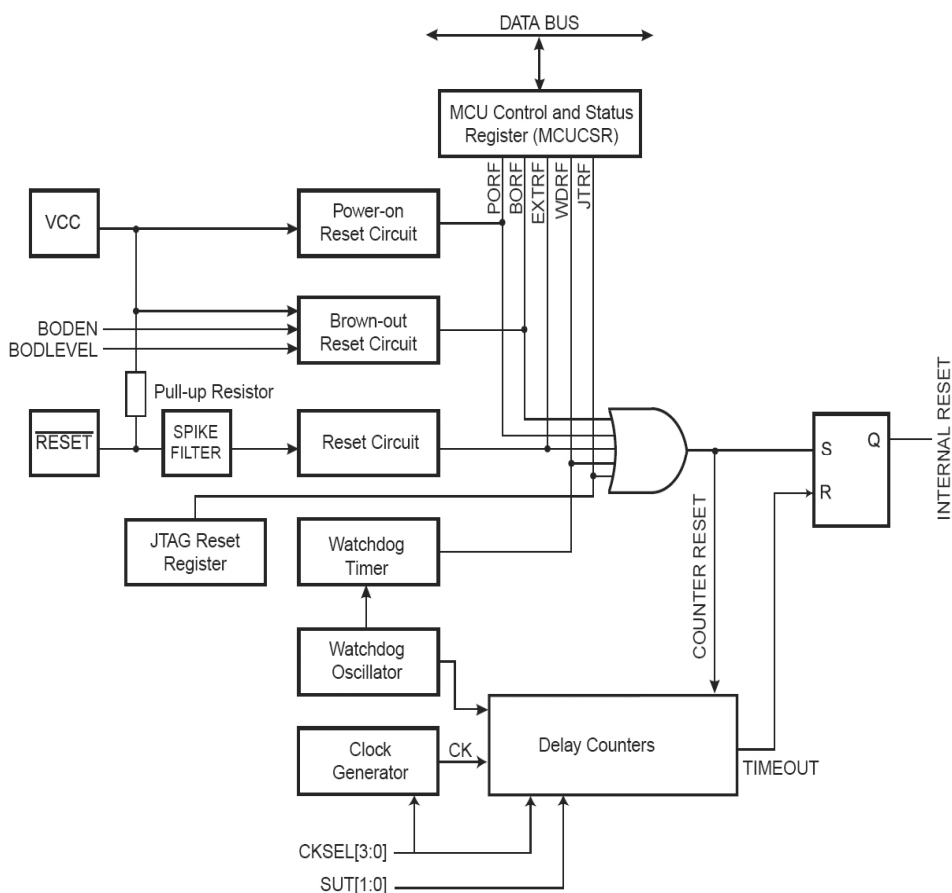 DATA BUS
MCU Control and Status
Register (MCUCSR)
PORF
BORF
EXTRF
WDRF
JTRF
VCC
Power-on
Reset Circuit
BODEN
BODLEVEL
Brown-out
Reset Circuit
Pull-up Resistor
RESET
SPIKE
FILTER
Reset Circuit
JTAG Reset
Register
Watchdog
Timer
Watchdog
Oscillator
Clock
Generator
CK
Delay Counters
CKSEL[3:0]
SUT[1:0]
COUNTER RESET
TIMEOUT
S
R
Q
INTERNAL RESET